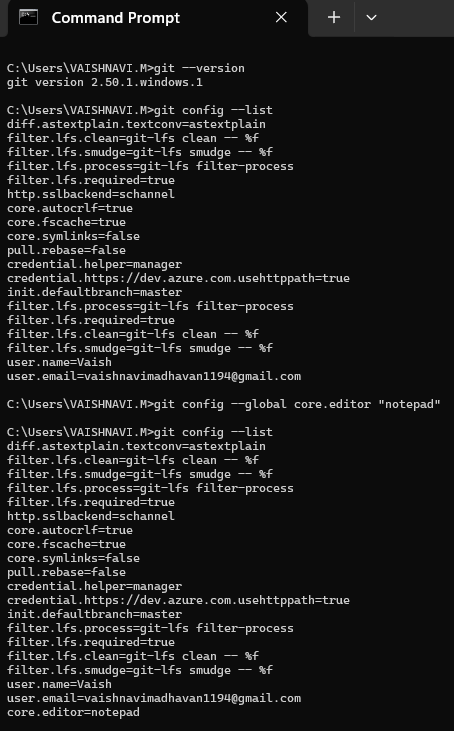 Command Prompt
C:\Users\VAISHNAVI.M>git --version
git version 2.50.1.windows.1
C:\Users\VAISHNAVI.M>git config --list
diff.astextplain.textconv=astextplain
filter.lfs.clean=git-lfs clean -- %f
filter.lfs.smudge=git-lfs smudge -- %f
filter.lfs.process=git-lfs filter-process
filter.lfs.required=true
http.sslbackend=schannel
core.autocrlf=true
core.fscache=true
core.symlinks=false
pull.rebase=false
credential.helper=manager
credential.https://dev.azure.com.usehttppath=true
init.defaultbranch=master
filter.lfs.process=git-lfs filter-process
filter.lfs.required=true
filter.lfs.clean=git-lfs clean -- %f
filter.lfs.smudge=git-lfs smudge -- %f
user.name=Vaish
user.email=vaishnavimadhavan1194@gmail.com
C:\Users\VAISHNAVI.M>git config --global core.editor "notepad"
C:\Users\VAISHNAVI.M>git config --list
diff.astextplain.textconv=astextplain
filter.lfs.clean=git-lfs clean -- %f
filter.lfs.smudge=git-lfs smudge -- %f
filter.lfs.process=git-lfs filter-process
filter.lfs.required=true
http.sslbackend=schannel
core.autocrlf=true
core.fscache=true
core.symlinks=false
pull.rebase=false
credential.helper=manager
credential.https://dev.azure.com.usehttppath=true
init.defaultbranch=master
filter.lfs.process=git-lfs filter-process
filter.lfs.required=true
filter.lfs.clean=git-lfs clean -- %f
filter.lfs.smudge=git-lfs smudge -- %f
user.name=Vaish
user.email=vaishnavimadhavan1194@gmail.com
core.editor=notepad